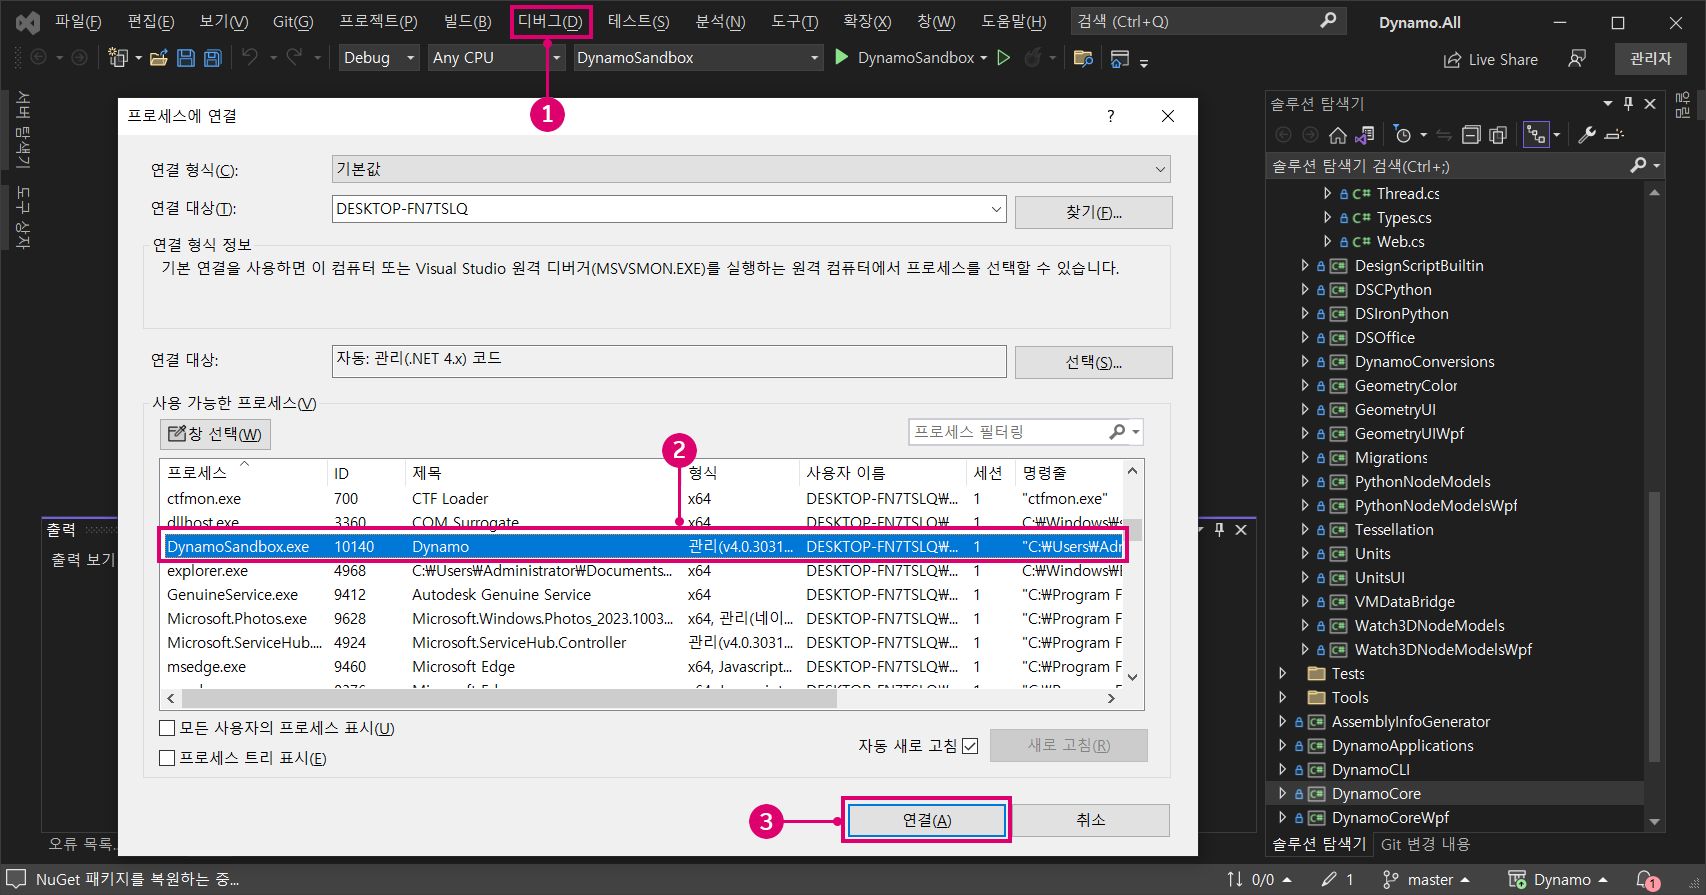 파일(F) 편집(E) 보기(V) Git(G) 프로젝트(P) 빌드(B) 디버그(D) 테스트(S) 분석(N) 도구(T) 확장(X) 창(W) 도움말(H) 검색 (Ctrl+Q) Dynamo.All
Debug Any CPU DynamoSandbox DynamoSandbox Live Share 관리자
서버 탐색기
도구 상자
1
프로세스에 연결 ?
연결 형식(C): 기본값
연결 대상(T): DESKTOP-FN7TSLQ 찾기(F)...
연결 형식 정보
기본 연결을 사용하면 이 컴퓨터 또는 Visual Studio 원격 디버거(MSVSMON.EXE)를 실행하는 원격 컴퓨터에서 프로세스를 선택할 수 있습니다.
연결 대상: 자동: 관리(.NET 4.x) 코드 선택(S)...
사용 가능한 프로세스(V)
창 선택(W) 프로세스 필터링
2
프로세스 ID 제목 형식 사용자 이름 세션 명령줄
ctfmon.exe 700 CTF Loader x64 DESKTOP-FN7TSLQ₩... 1 "ctfmon.exe"
dllhost.exe 3360 COM Surrogate x64 DESKTOP-FN7TSLQ₩... 1 C:₩Windows₩s
DynamoSandbox.exe 10140 Dynamo 관리(v4.0.3031... DESKTOP-FN7TSLQ₩... 1 "C:₩Users₩Adr
explorer.exe 4968 C:₩Users₩Administrator₩Documents... x64 DESKTOP-FN7TSLQ₩... 1 C:₩Windows₩
GenuineService.exe 9412 Autodesk Genuine Service x64 DESKTOP-FN7TSLQ₩... 1 "C:₩Program F
Microsoft.Photos.exe 9628 Microsoft.Windows.Photos_2023.1003... x64, 관리(네이... DESKTOP-FN7TSLQ₩... 1 "C:₩Program F
Microsoft.ServiceHub.... 4924 Microsoft.ServiceHub.Controller 관리(v4.0.3031... DESKTOP-FN7TSLQ₩... 1 "C:₩Program F
msedge.exe 9460 Microsoft Edge x64, Javascript... DESKTOP-FN7TSLQ₩... 1 "C:₩Program F
모든 사용자의 프로세스 표시(U)
프로세스 트리 표시(E)
자동 새로 고침 새로 고침(R)
3 연결(A) 취소
출력
출력 보기
오류 목록...
솔루션 탐색기
솔루션 탐색기 검색(Ctrl+;)
C# Thread.cs
C# Types.cs
C# Web.cs
C# DesignScriptBuiltin
C# DSCPython
C# DSIronPython
C# DSOffice
C# DynamoConversions
C# GeometryColor
C# GeometryUI
C# GeometryUIWpf
C# Migrations
C# PythonNodeModels
C# PythonNodeModelsWpf
C# Tessellation
C# Units
C# UnitsUI
C# VMDataBridge
C# Watch3DNodeModels
C# Watch3DNodeModelsWpf
Tests
Tools
C# AssemblyInfoGenerator
C# DynamoApplications
C# DynamoCLI
C# DynamoCore
C# DynamoCoreWpf
솔루션 탐색기 Git 변경 내용
알림
NuGet 패키지를 복원하는 중... 0/0 1 master Dynamo 1